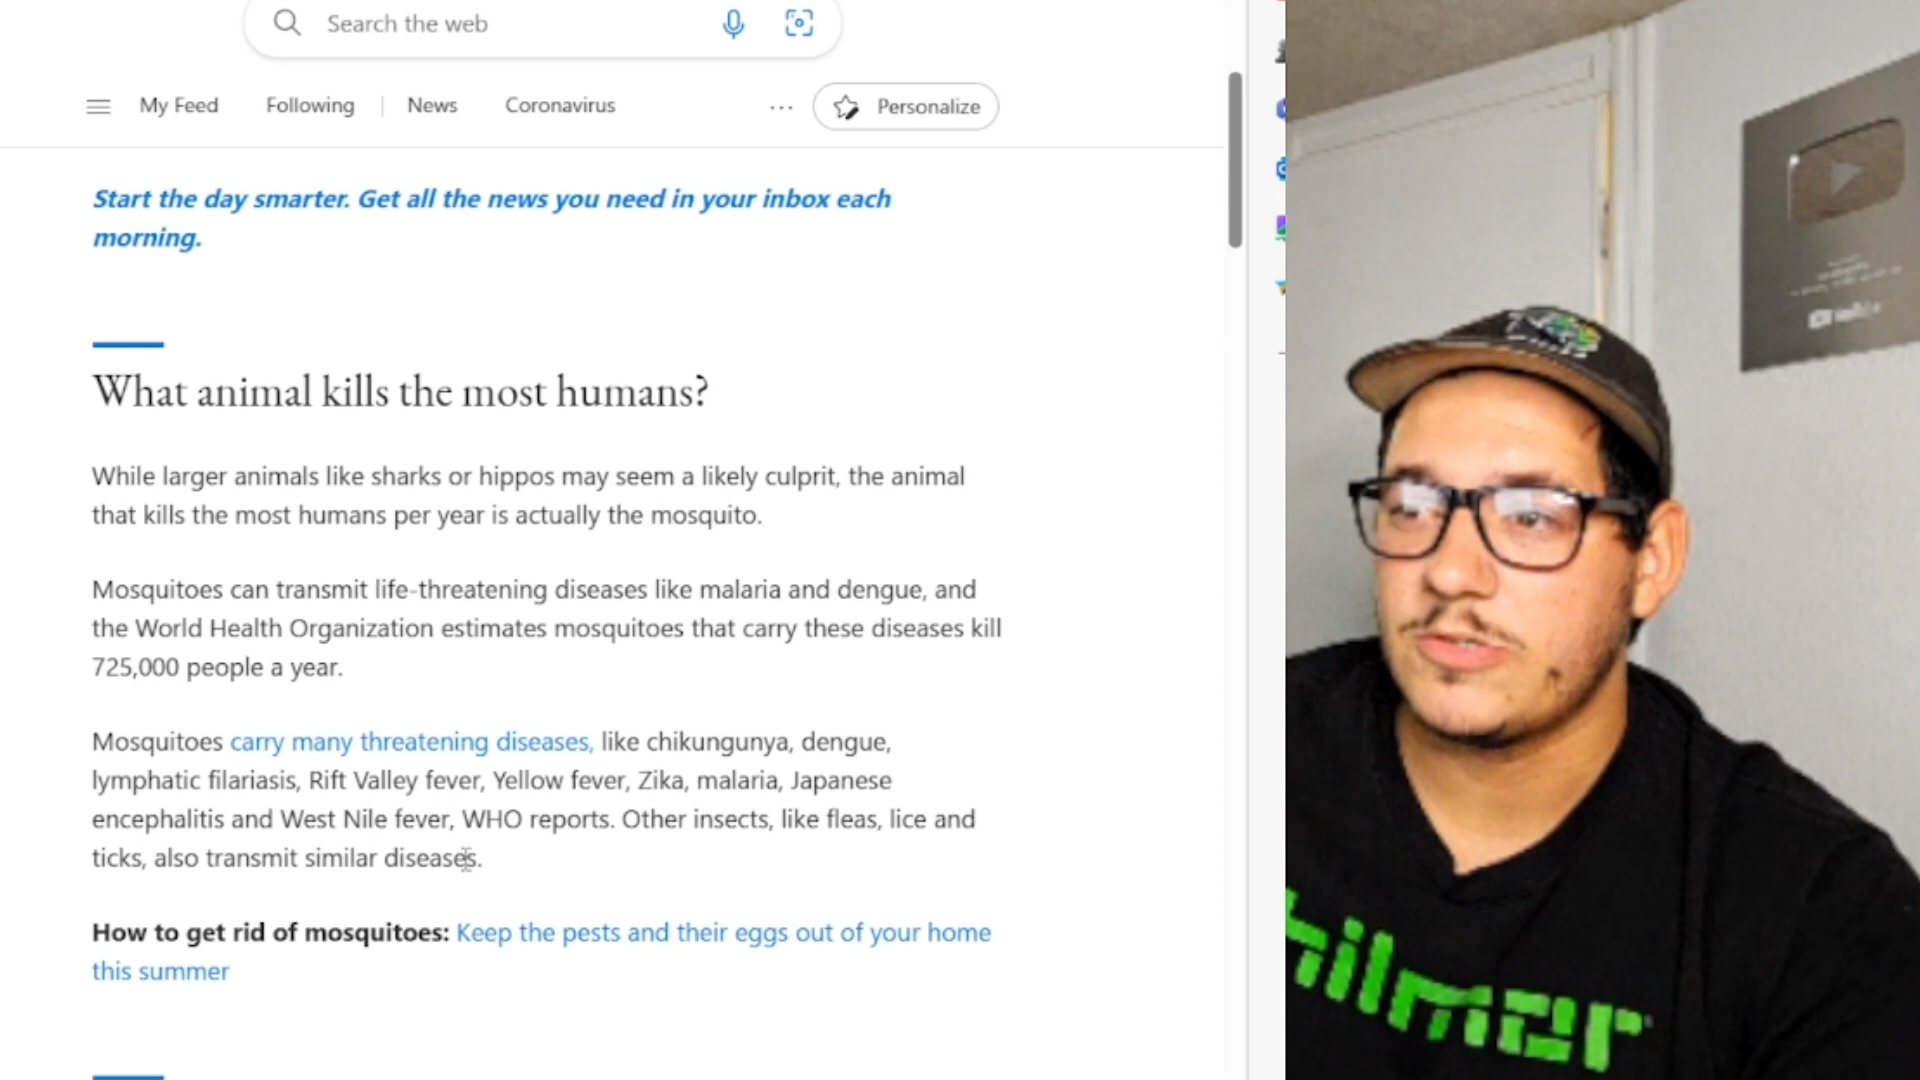 Search the web
My Feed Following News Coronavirus ... Personalize
Start the day smarter. Get all the news you need in your inbox each
morning.
What animal kills the most humans?
While larger animals like sharks or hippos may seem a likely culprit, the animal
that kills the most humans per year is actually the mosquito.
Mosquitoes can transmit life-threatening diseases like malaria and dengue, and
the World Health Organization estimates mosquitoes that carry these diseases kill
725,000 people a year.
Mosquitoes carry many threatening diseases, like chikungunya, dengue,
lymphatic filariasis, Rift Valley fever, Yellow fever, Zika, malaria, Japanese
encephalitis and West Nile fever, WHO reports. Other insects, like fleas, lice and
ticks, also transmit similar diseases.
How to get rid of mosquitoes: Keep the pests and their eggs out of your home
this summer
YouTube
hilmer